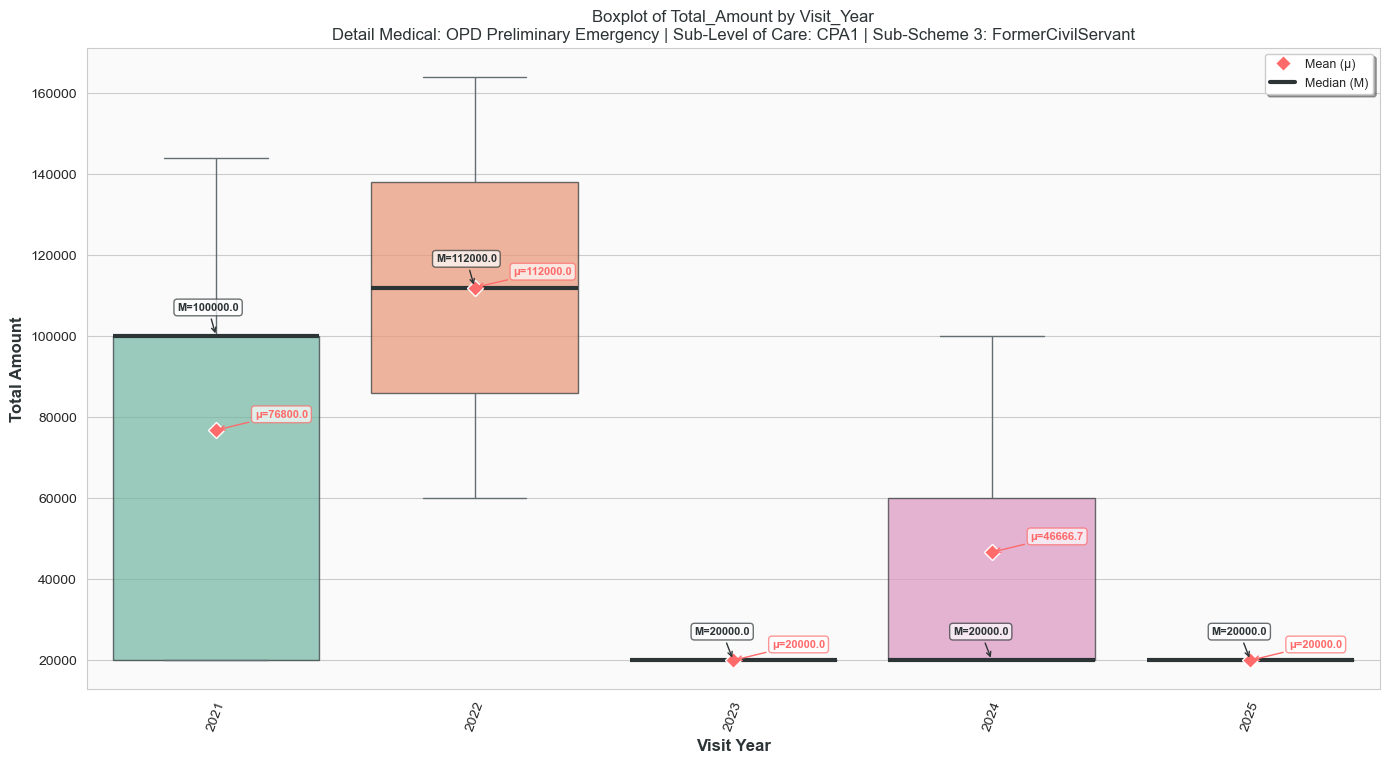 Boxplot of Total_Amount by Visit_Year
Detail Medical: OPD Preliminary Emergency | Sub-Level of Care: CPA1 | Sub-Scheme 3: FormerCivilServant
Mean (μ)
Median (M)
Total Amount
160000
140000
120000
100000
80000
60000
40000
20000
M=100000.0
μ=76800.0
M=112000.0
μ=112000.0
M=20000.0
μ=20000.0
μ=46666.7
M=20000.0
M=20000.0
μ=20000.0
2021
2022
2023
2024
2025
Visit Year